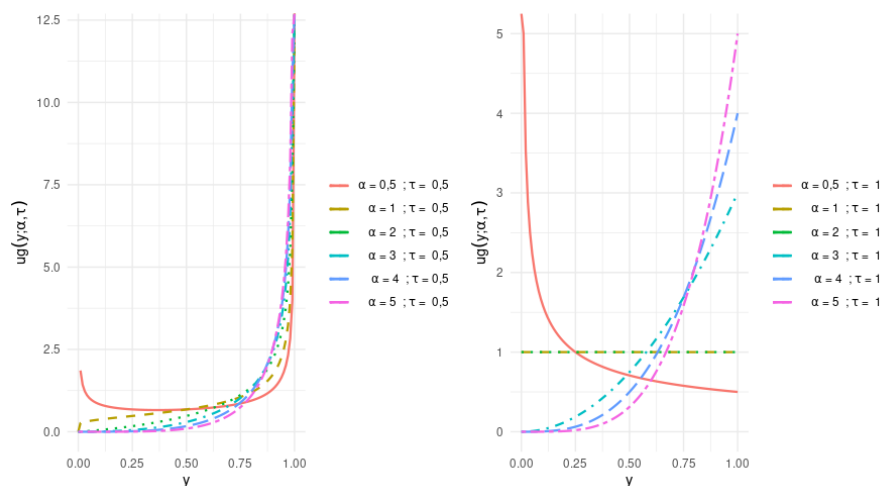 12.5
10.0
7.5
5.0
2.5
0.0
ug(y;α,τ)
0.00 0.25 0.50 0.75 1.00
y
α = 0,5 ; τ = 0,5
α = 1 ; τ = 0,5
α = 2 ; τ = 0,5
α = 3 ; τ = 0,5
α = 4 ; τ = 0,5
α = 5 ; τ = 0,5
5
4
3
2
1
0
ug(y;α,τ)
0.00 0.25 0.50 0.75 1.00
y
α = 0,5 ; τ = 1
α = 1 ; τ = 1
α = 2 ; τ = 1
α = 3 ; τ = 1
α = 4 ; τ = 1
α = 5 ; τ = 1